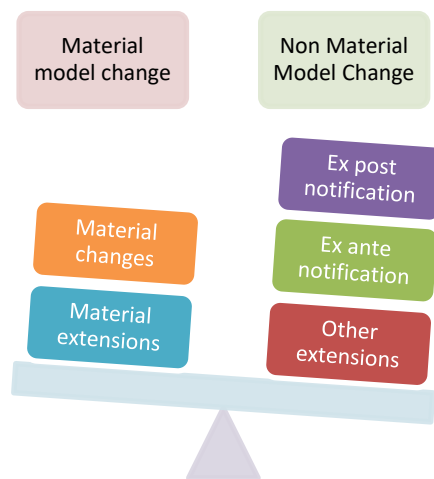 Material
model change
Non Material
Model Change
Material
changes
Material
extensions
Ex post
notification
Ex ante
notification
Other
extensions